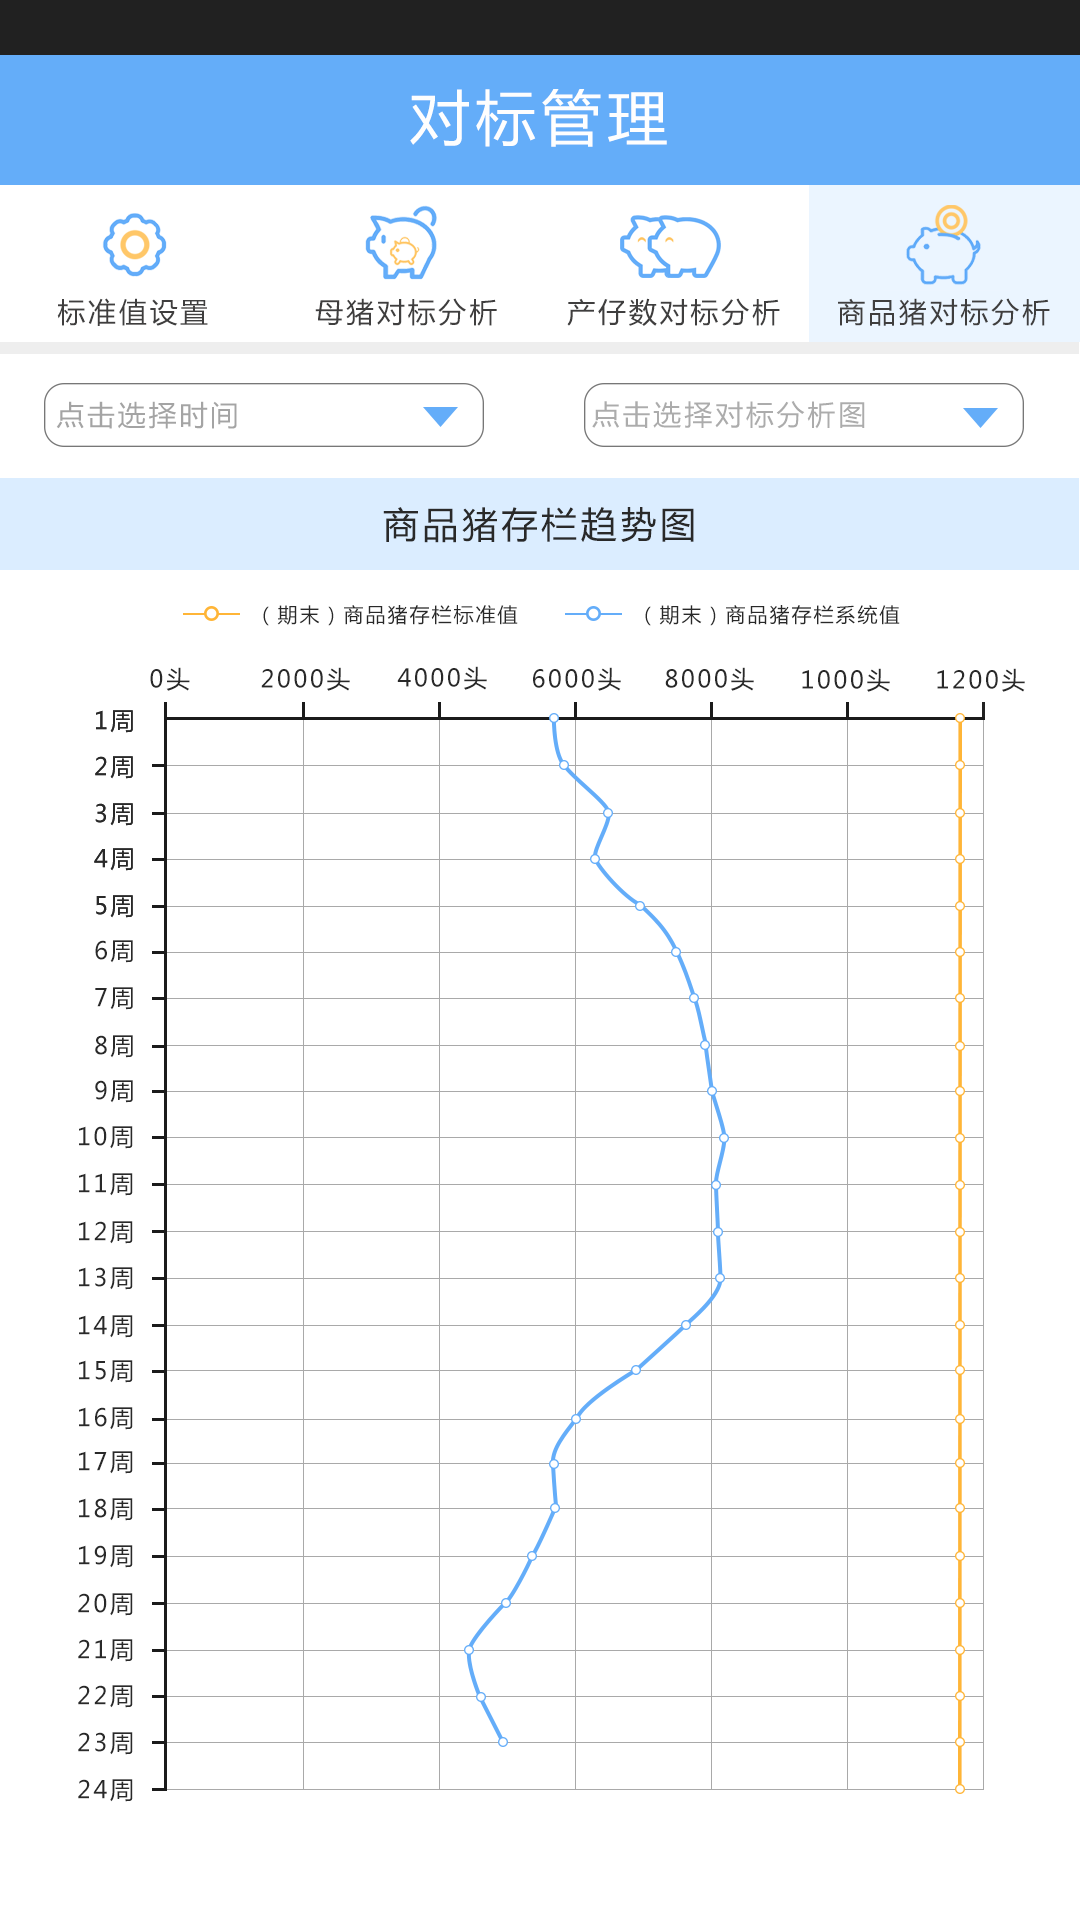 对标管理
标准值设置 母猪对标分析 产仔数对标分析 商品猪对标分析
点击选择时间 点击选择对标分析图
商品猪存栏趋势图
（期末）商品猪存栏标准值 （期末）商品猪存栏系统值
0头 2000头 4000头 6000头 8000头 1000头 1200头
1周
2周
3周
4周
5周
6周
7周
8周
9周
10周
11周
12周
13周
14周
15周
16周
17周
18周
19周
20周
21周
22周
23周
24周